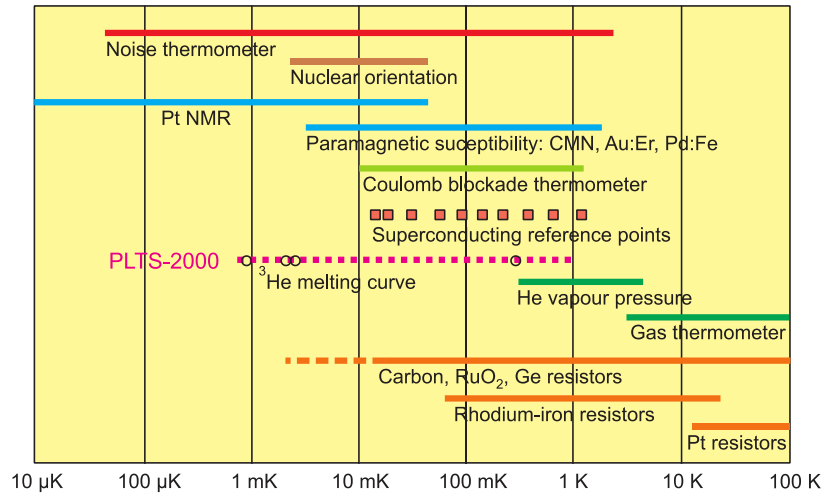 Noise thermometer
Nuclear orientation
Pt NMR
Paramagnetic suceptibility: CMN, Au:Er, Pd:Fe
Coulomb blockade thermometer
Superconducting reference points
PLTS-2000
³He melting curve
He vapour pressure
Gas thermometer
Carbon, RuO₂, Ge resistors
Rhodium-iron resistors
Pt resistors
10 µK 100 µK 1 mK 10 mK 100 mK 1 K 10 K 100 K